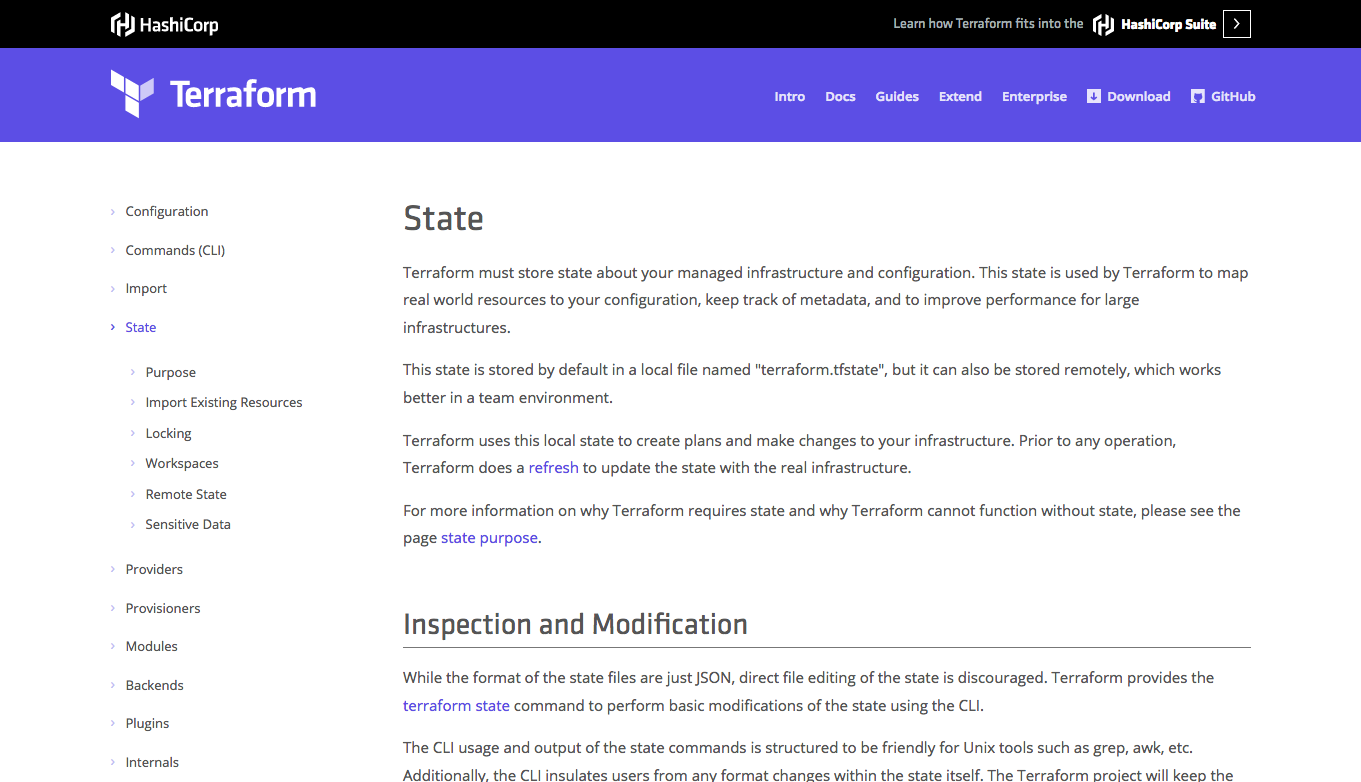 HashiCorp
Learn how Terraform fits into the HashiCorp Suite
Terraform
Intro Docs Guides Extend Enterprise Download GitHub
Configuration
Commands (CLI)
Import
State
Purpose
Import Existing Resources
Locking
Workspaces
Remote State
Sensitive Data
Providers
Provisioners
Modules
Backends
Plugins
Internals
State
Terraform must store state about your managed infrastructure and configuration. This state is used by Terraform to map
real world resources to your configuration, keep track of metadata, and to improve performance for large
infrastructures.
This state is stored by default in a local file named "terraform.tfstate", but it can also be stored remotely, which works
better in a team environment.
Terraform uses this local state to create plans and make changes to your infrastructure. Prior to any operation,
Terraform does a refresh to update the state with the real infrastructure.
For more information on why Terraform requires state and why Terraform cannot function without state, please see the
page state purpose.
Inspection and Modification
While the format of the state files are just JSON, direct file editing of the state is discouraged. Terraform provides the
terraform state command to perform basic modifications of the state using the CLI.
The CLI usage and output of the state commands is structured to be friendly for Unix tools such as grep, awk, etc.
Additionally, the CLI insulates users from any format changes within the state itself. The Terraform project will keep the